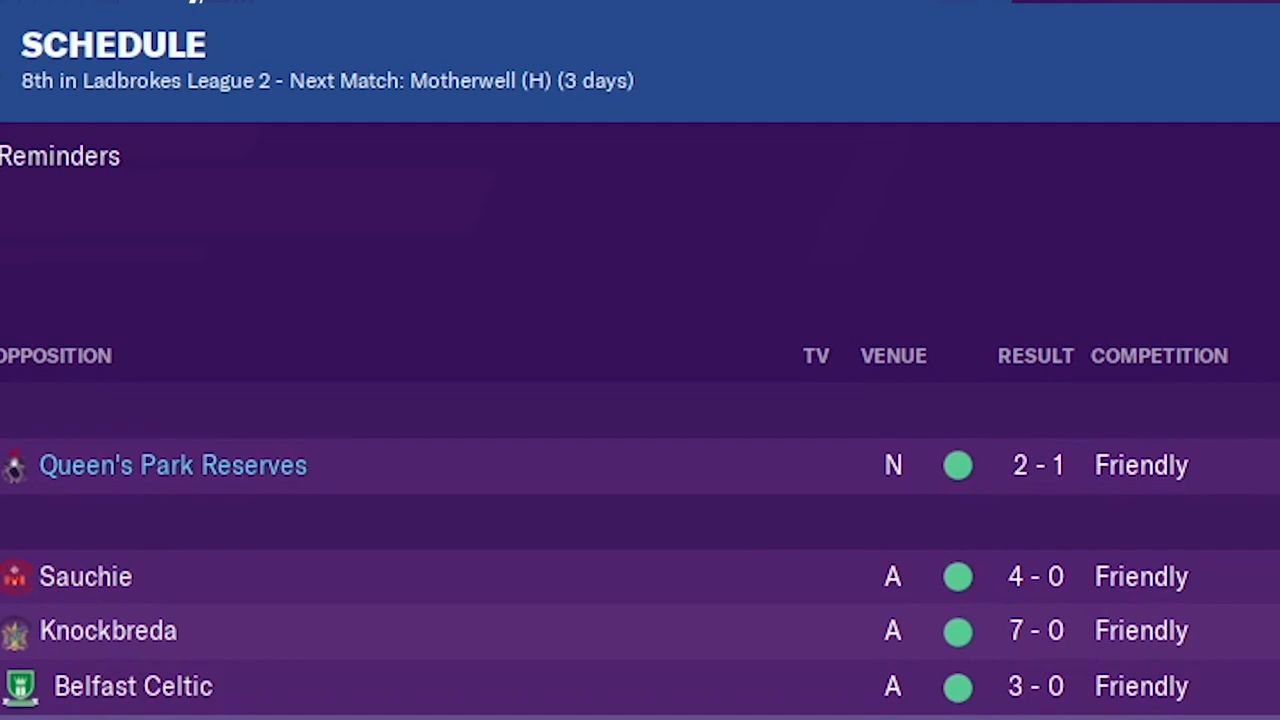 SCHEDULE
8th in Ladbrokes League 2 - Next Match: Motherwell (H) (3 days)
Reminders
OPPOSITION TV VENUE RESULT COMPETITION
Queen's Park Reserves N 2 - 1 Friendly
Sauchie A 4 - 0 Friendly
Knockbreda A 7 - 0 Friendly
Belfast Celtic A 3 - 0 Friendly